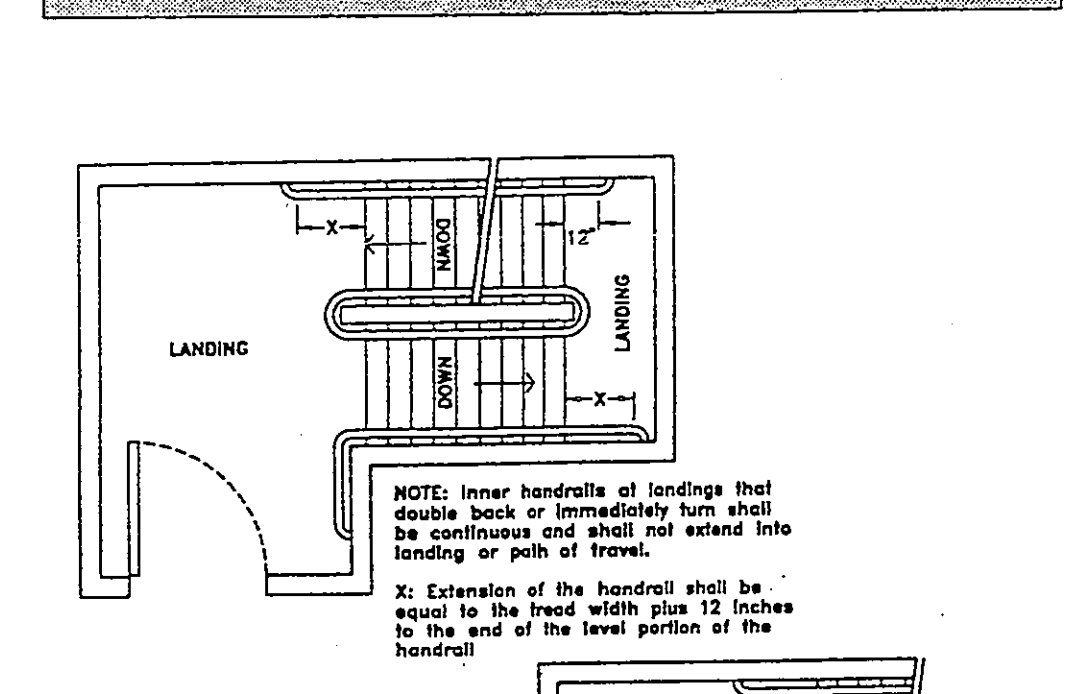 X
DOWN
12"
LANDING
LANDING
DOWN
X
NOTE: Inner handrails at landings that
double back or immediately turn shall
be continuous and shall not extend into
landing or path of travel.
X: Extension of the handrail shall be
equal to the tread width plus 12 inches
to the end of the level portion of the
handrail